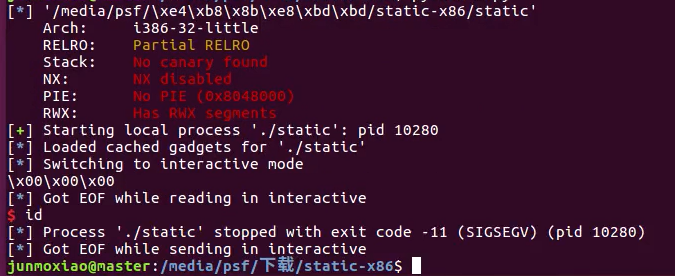 [*] '/media/psf/\xe4\xb8\x8b\xe8\xbd\xbd/static-x86/static'
    Arch:     i386-32-little
    RELRO:    Partial RELRO
    Stack:    No canary found
    NX:       NX disabled
    PIE:      No PIE (0x8048000)
    RWX:      Has RWX segments
[+] Starting local process './static': pid 10280
[*] Loaded cached gadgets for './static'
[*] Switching to interactive mode
\x00\x00\x00
[*] Got EOF while reading in interactive
$ id
[*] Process './static' stopped with exit code -11 (SIGSEGV) (pid 10280)
[*] Got EOF while sending in interactive
junmoxiao@master:/media/psf/下载/static-x86$